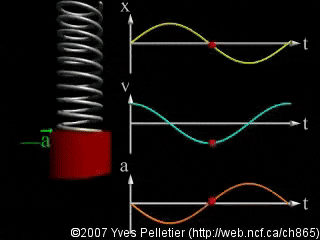 x
t
v
t
a
a
t
©2007 Yves Pelletier (http://web.ncf.ca/ch865)